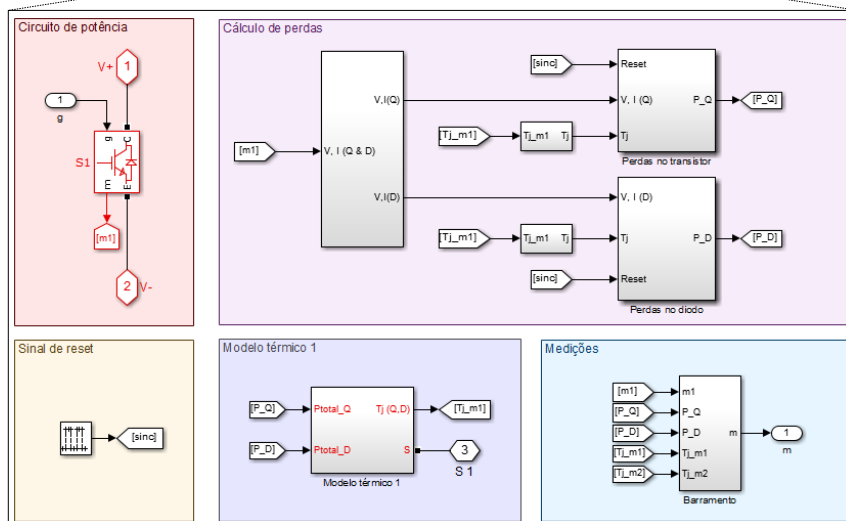 Circuito de potência
V+
1
1
g
g
C
S1
m
E
[m1]
2
V-
Cálculo de perdas
[m1]
V, I (Q & D)
V,I(Q)
V,I(D)
[sinc]
Reset
V, I (Q)
P_Q
[P_Q]
[Tj_m1]
Tj_m1
Tj
Tj
Perdas no transistor
V, I (D)
[Tj_m1]
Tj_m1
Tj
Tj
P_D
[P_D]
[sinc]
Reset
Perdas no diodo
Sinal de reset
[sinc]
Modelo térmico 1
[P_Q]
Ptotal_Q
Tj (Q,D)
[Tj_m1]
[P_D]
Ptotal_D
S
3
S 1
Modelo térmico 1
Medições
[m1]
m1
[P_Q]
P_Q
[P_D]
P_D
m
1
m
[Tj_m1]
Tj_m1
[Tj_m2]
Tj_m2
Barramento